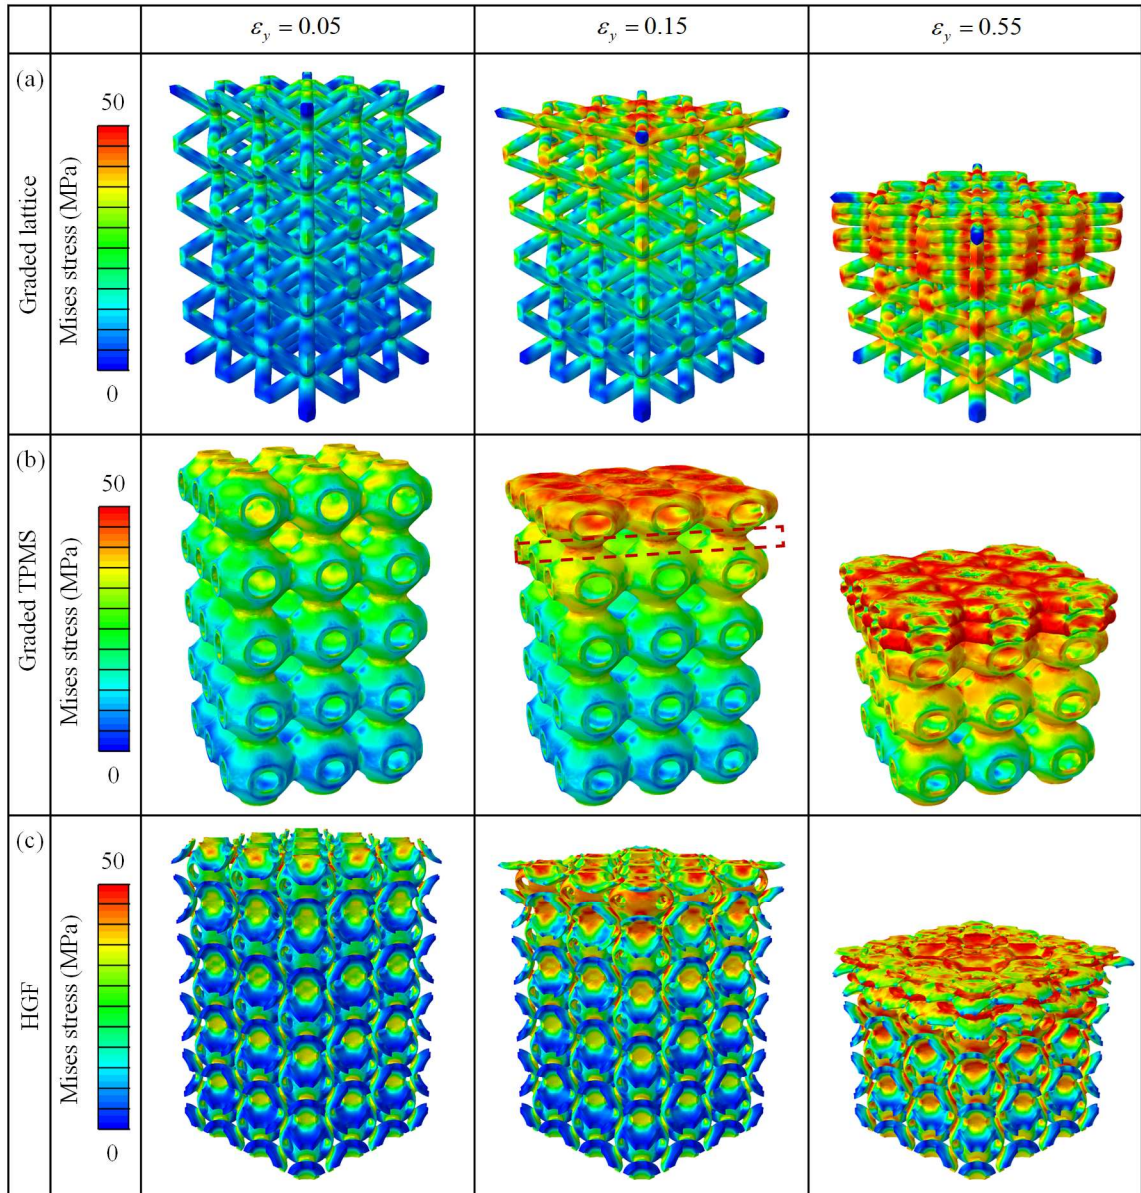 ε_y = 0.05
ε_y = 0.15
ε_y = 0.55
(a)
Graded lattice
Mises stress (MPa)
50
0
(b)
Graded TPMS
Mises stress (MPa)
50
0
(c)
HGF
Mises stress (MPa)
50
0